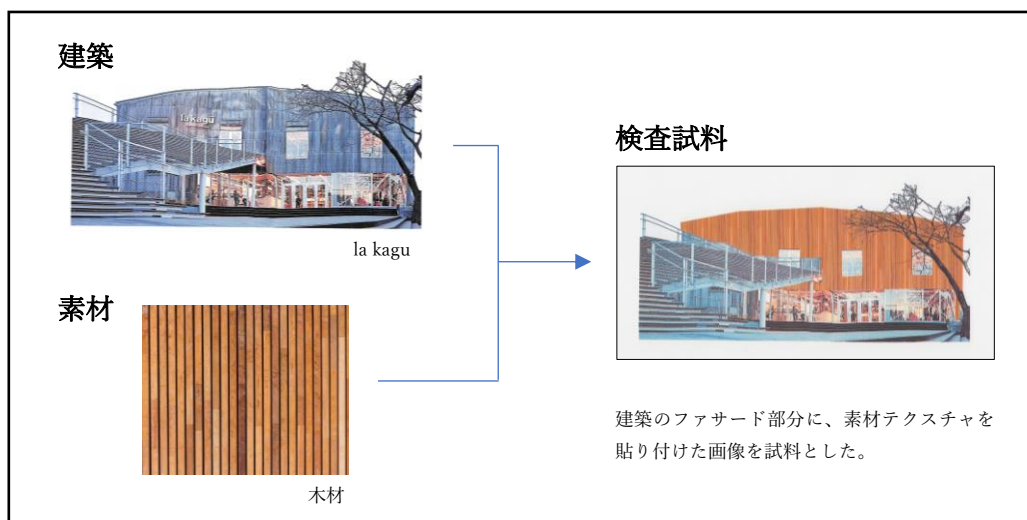 建築
la kagu
la kagu
素材
木材
検査試料
建築のファサード部分に、素材テクスチャを
貼り付けた画像を試料とした。